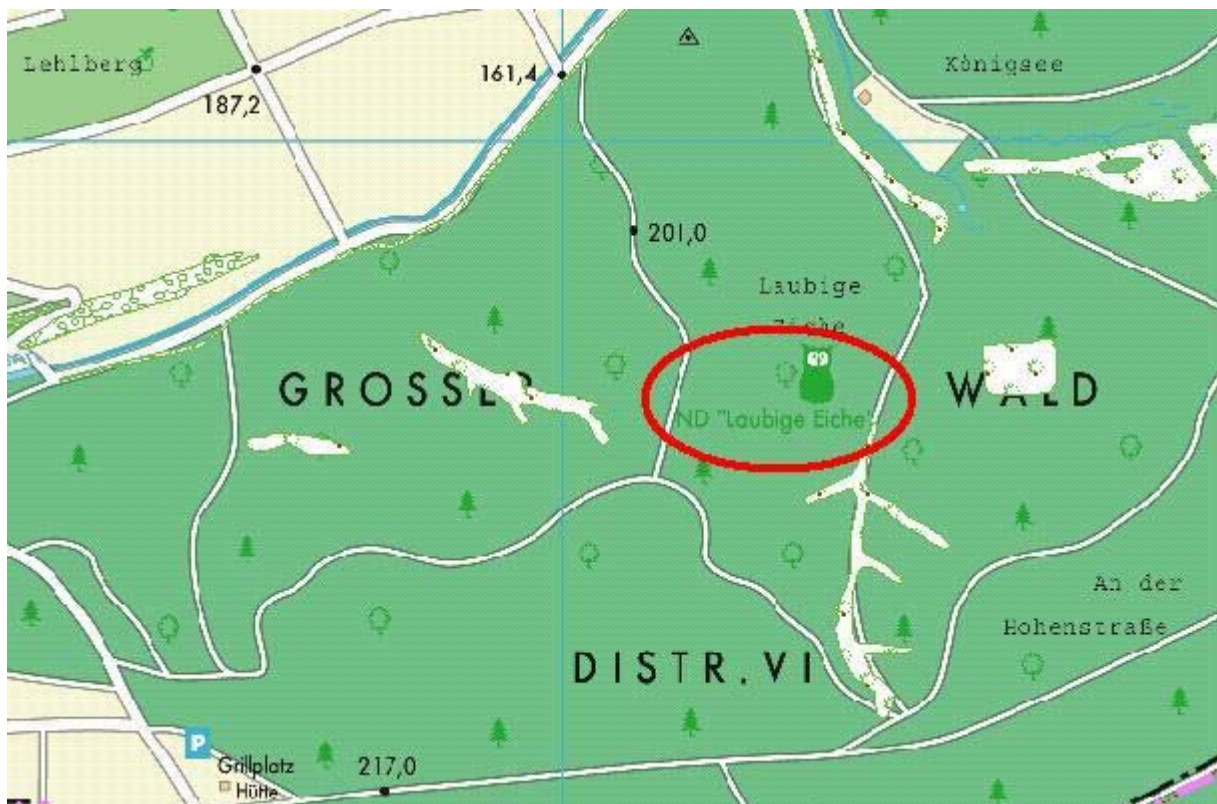 Lehlberg
161,4
Königsee
187,2
201,0
Laubige
Eiche
GROSSER WALD
ND "Laubige Eiche"
An der
Hohenstraße
DISTR.VI
P
Grillplatz
Hütte
217,0